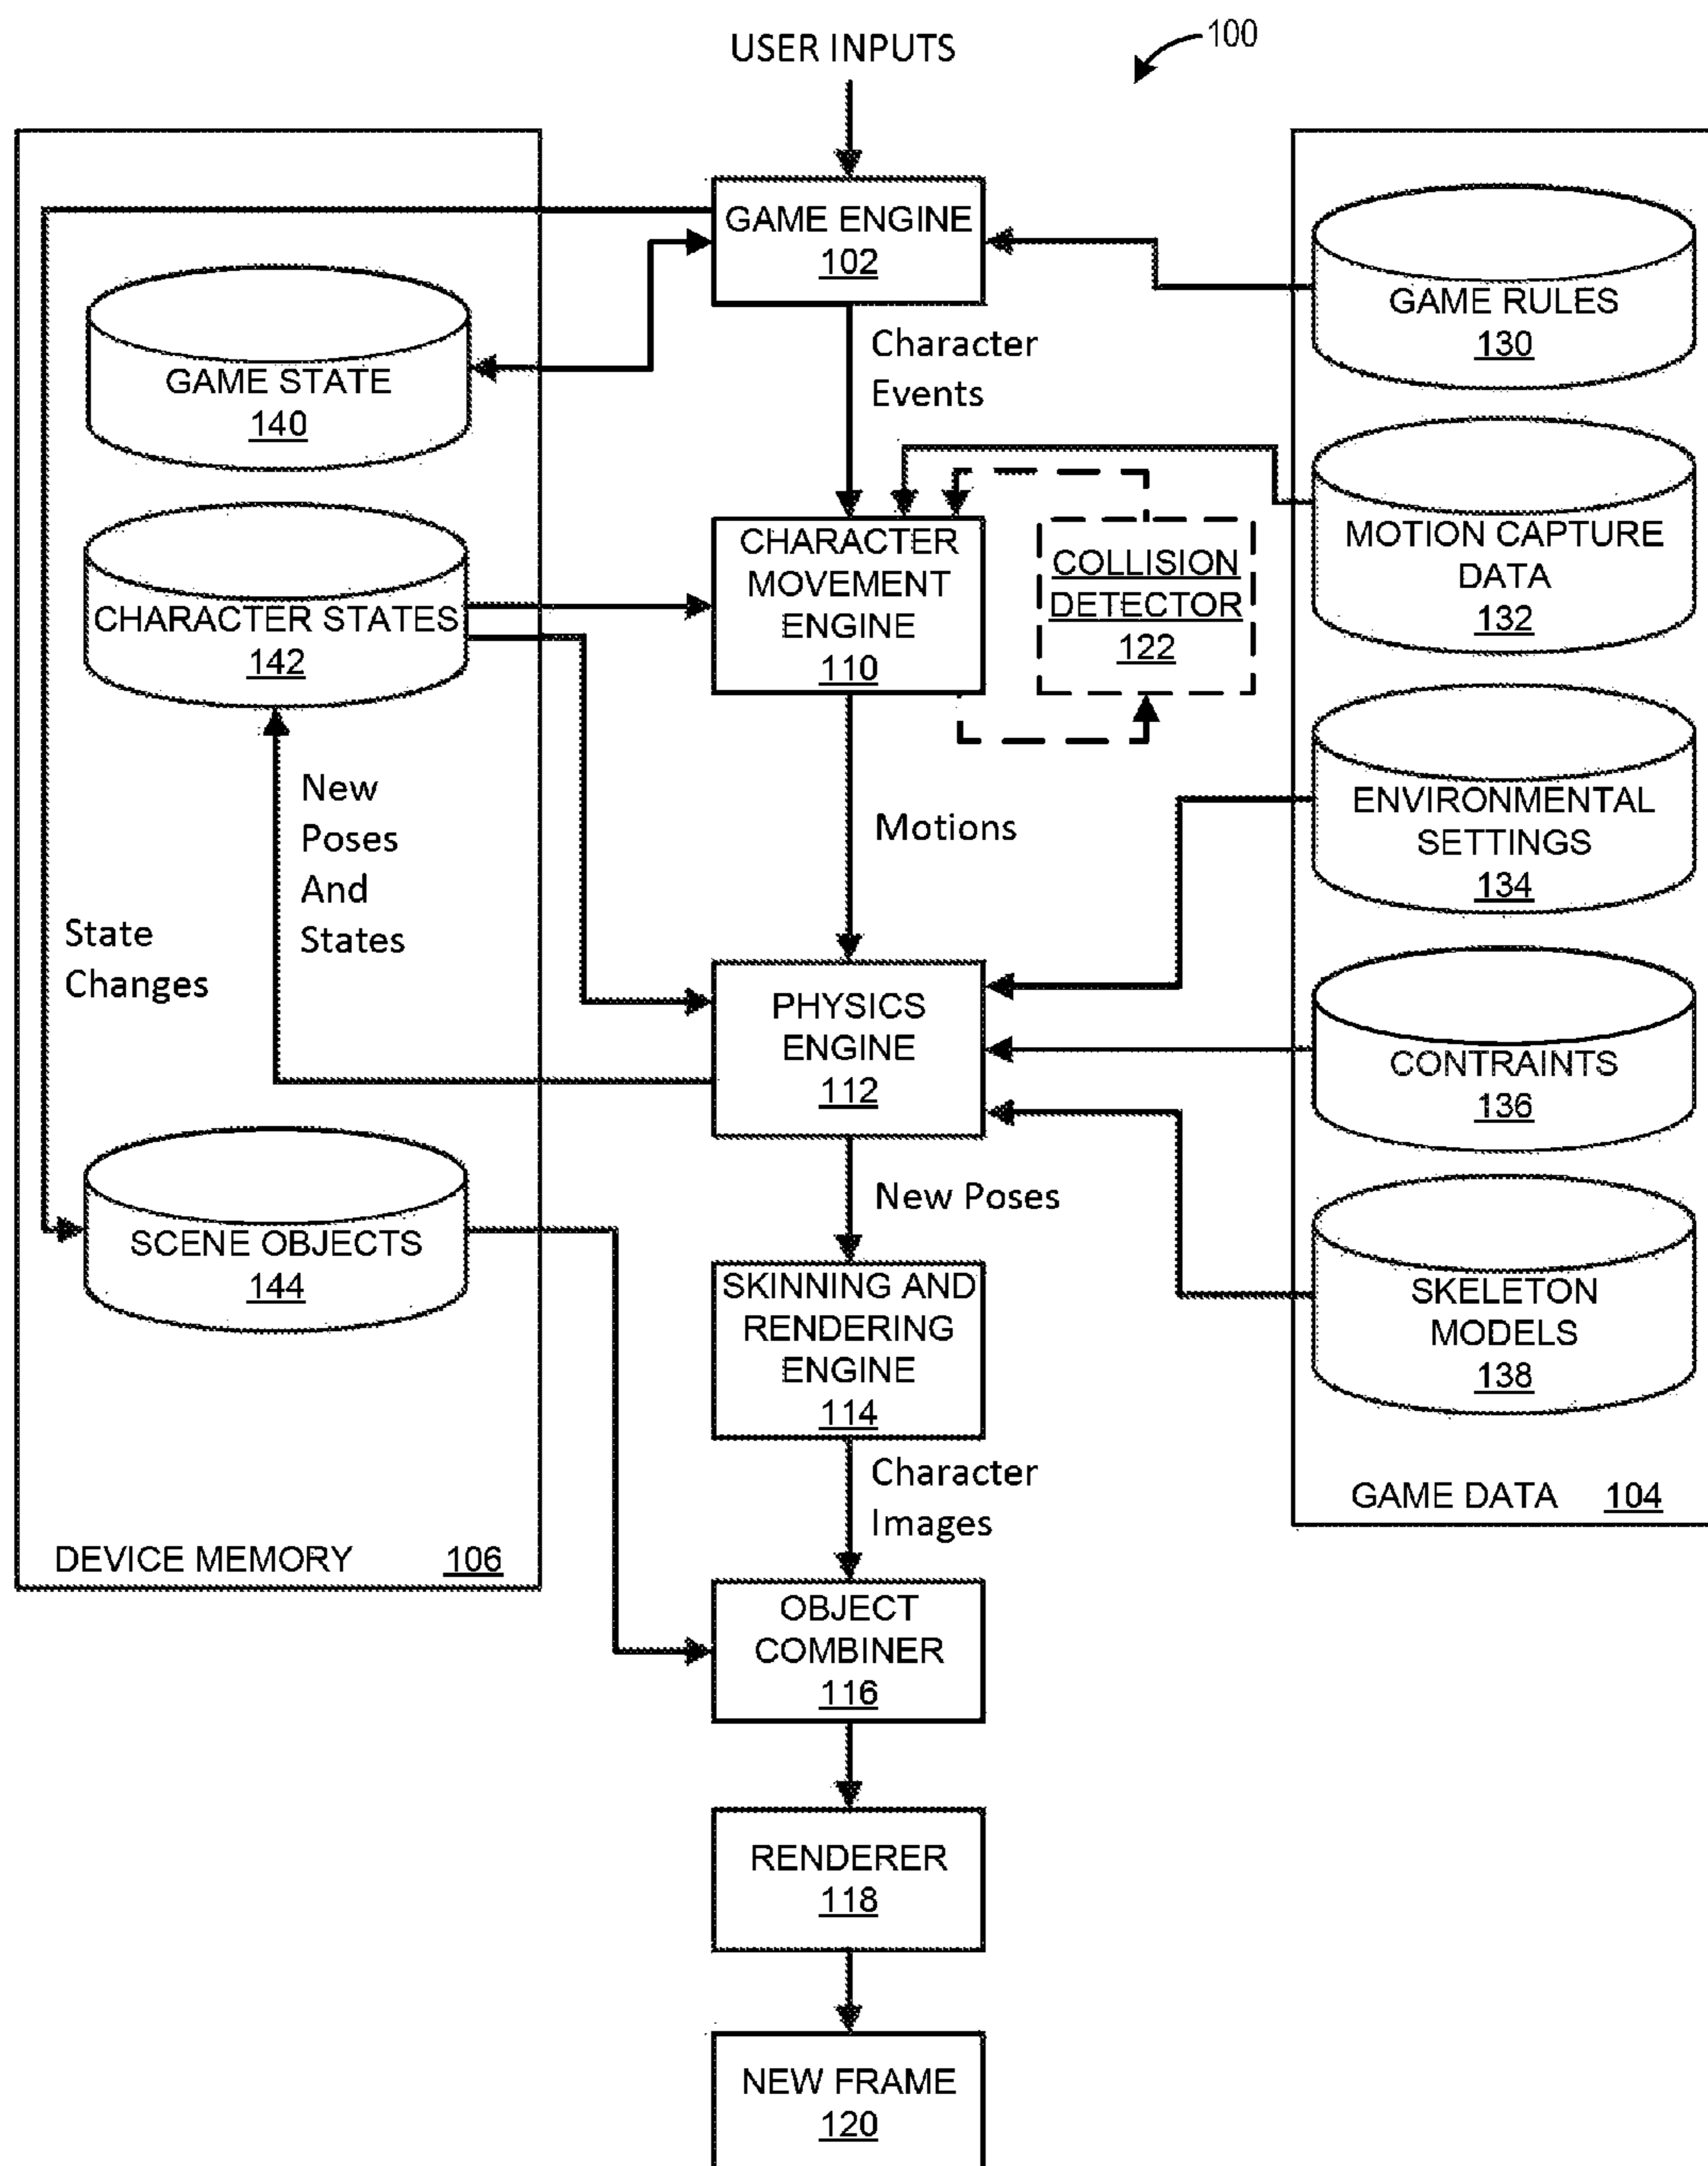 USER INPUTS
100
GAME ENGINE
102
GAME RULES
130
Character
Events
GAME STATE
140
MOTION CAPTURE
DATA
132
CHARACTER
MOVEMENT
ENGINE
110
COLLISION
DETECTOR
122
CHARACTER STATES
142
New
Poses
And
States
Motions
ENVIRONMENTAL
SETTINGS
134
State
Changes
PHYSICS
ENGINE
112
CONTRAINTS
136
New Poses
SCENE OBJECTS
144
SKINNING AND
RENDERING
ENGINE
114
SKELETON
MODELS
138
Character
Images
GAME DATA 104
DEVICE MEMORY 106
OBJECT
COMBINER
116
RENDERER
118
NEW FRAME
120